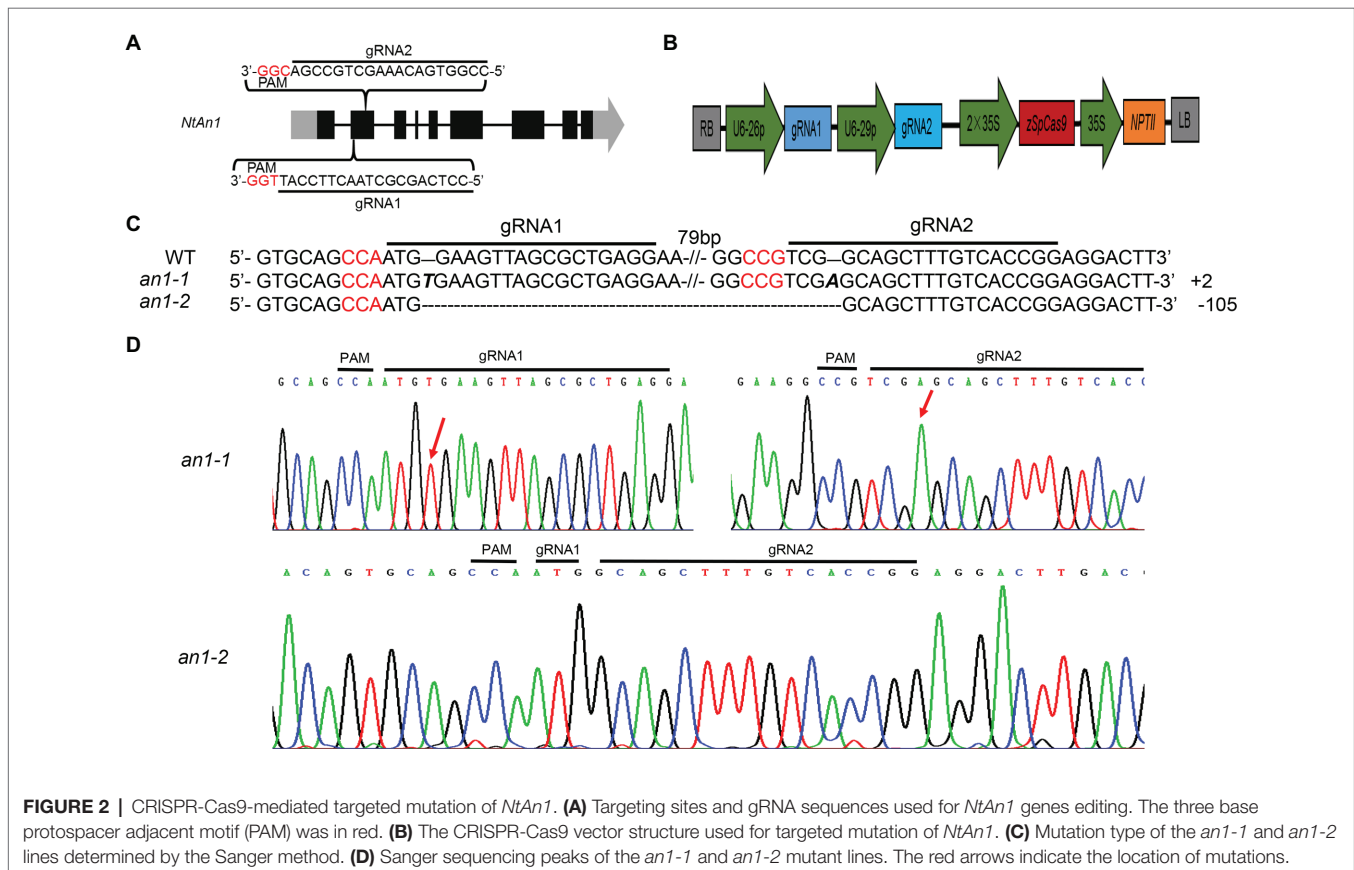 A
gRNA2
3'-GGCAGCCGTCGAAACAGTGGCC-5'
PAM
NtAn1
PAM
3'-GGTTACCTTCAATCGCGACTCC-5'
gRNA1
B
RB U6-26p gRNA1 U6-29p gRNA2 2×35S zSpCas9 35S NPTII LB
C
gRNA1 79bp gRNA2
WT 5'- GTGCAGCCAATG–GAAGTTAGCGCTGAGGAA-//- GGCCGTCG–GCAGCTTTGTCACCGGAGGACTT3'
an1-1 5'- GTGCAGCCAATGTGAAGTTAGCGCTGAGGAA-//- GGCCGTCGAGCAGCTTTGTCACCGGAGGACTT-3' +2
an1-2 5'- GTGCAGCCAATG------------------------------------------------------------GCAGCTTTGTCACCGGAGGACTT-3' -105
D
PAM gRNA1
G C A G C C A A T G T G A A G T T A G C G C T G A G G A
PAM gRNA2
G A A G G C C G T C G A G C A G C T T T G T C A C C
an1-1
PAM gRNA1 gRNA2
A C A G T G C A G C C A A T G G C A G C T T T G T C A C C G G A G G A C T T G A C
an1-2
FIGURE 2 | CRISPR-Cas9-mediated targeted mutation of NtAn1. (A) Targeting sites and gRNA sequences used for NtAn1 genes editing. The three base
protospacer adjacent motif (PAM) was in red. (B) The CRISPR-Cas9 vector structure used for targeted mutation of NtAn1. (C) Mutation type of the an1-1 and an1-2
lines determined by the Sanger method. (D) Sanger sequencing peaks of the an1-1 and an1-2 mutant lines. The red arrows indicate the location of mutations.